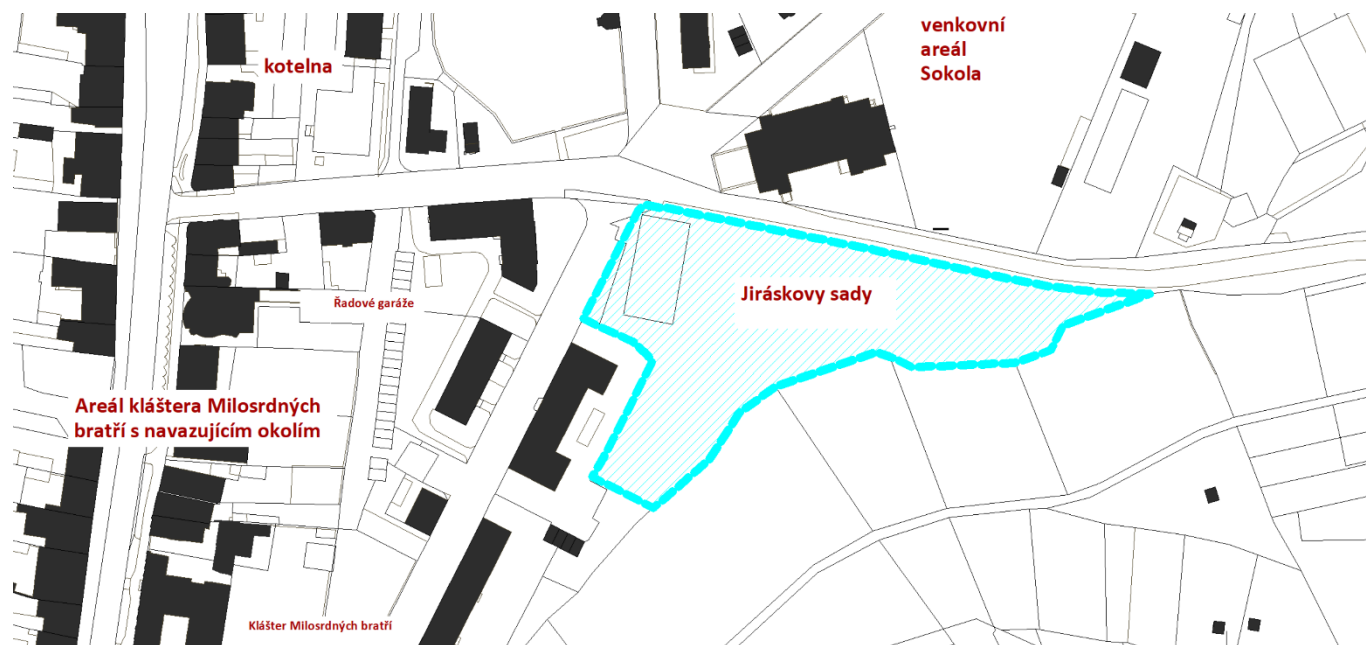 venkovní
areál
Sokola
kotelna
Jiráskovy sady
Řadové garáže
Areál kláštera Milosrdných
bratří s navazujícím okolím
Klášter Milosrdných bratří